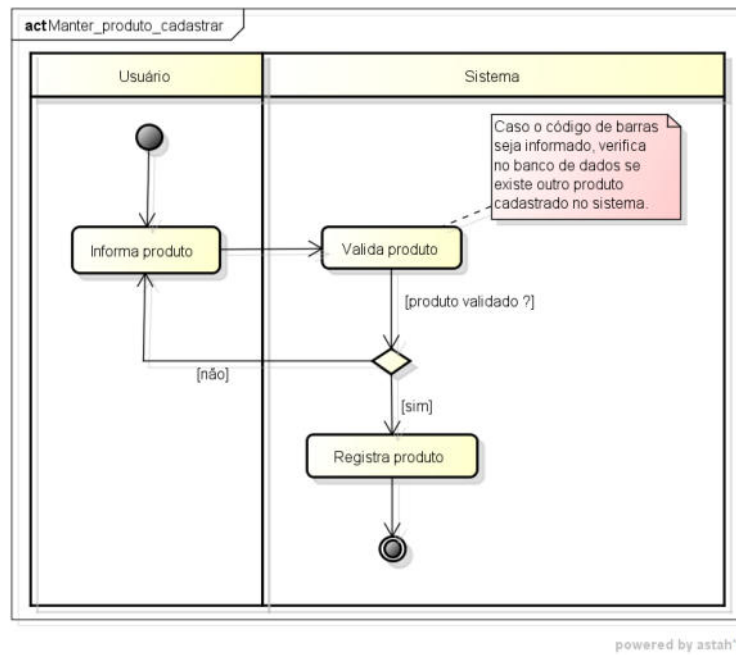 act Manter_produto_cadastrar
Usuário
Sistema
Caso o código de barras
seja informado, verifica
no banco de dados se
existe outro produto
cadastrado no sistema.
Informa produto
Valida produto
[produto validado ?]
[não]
[sim]
Registra produto
powered by astah*